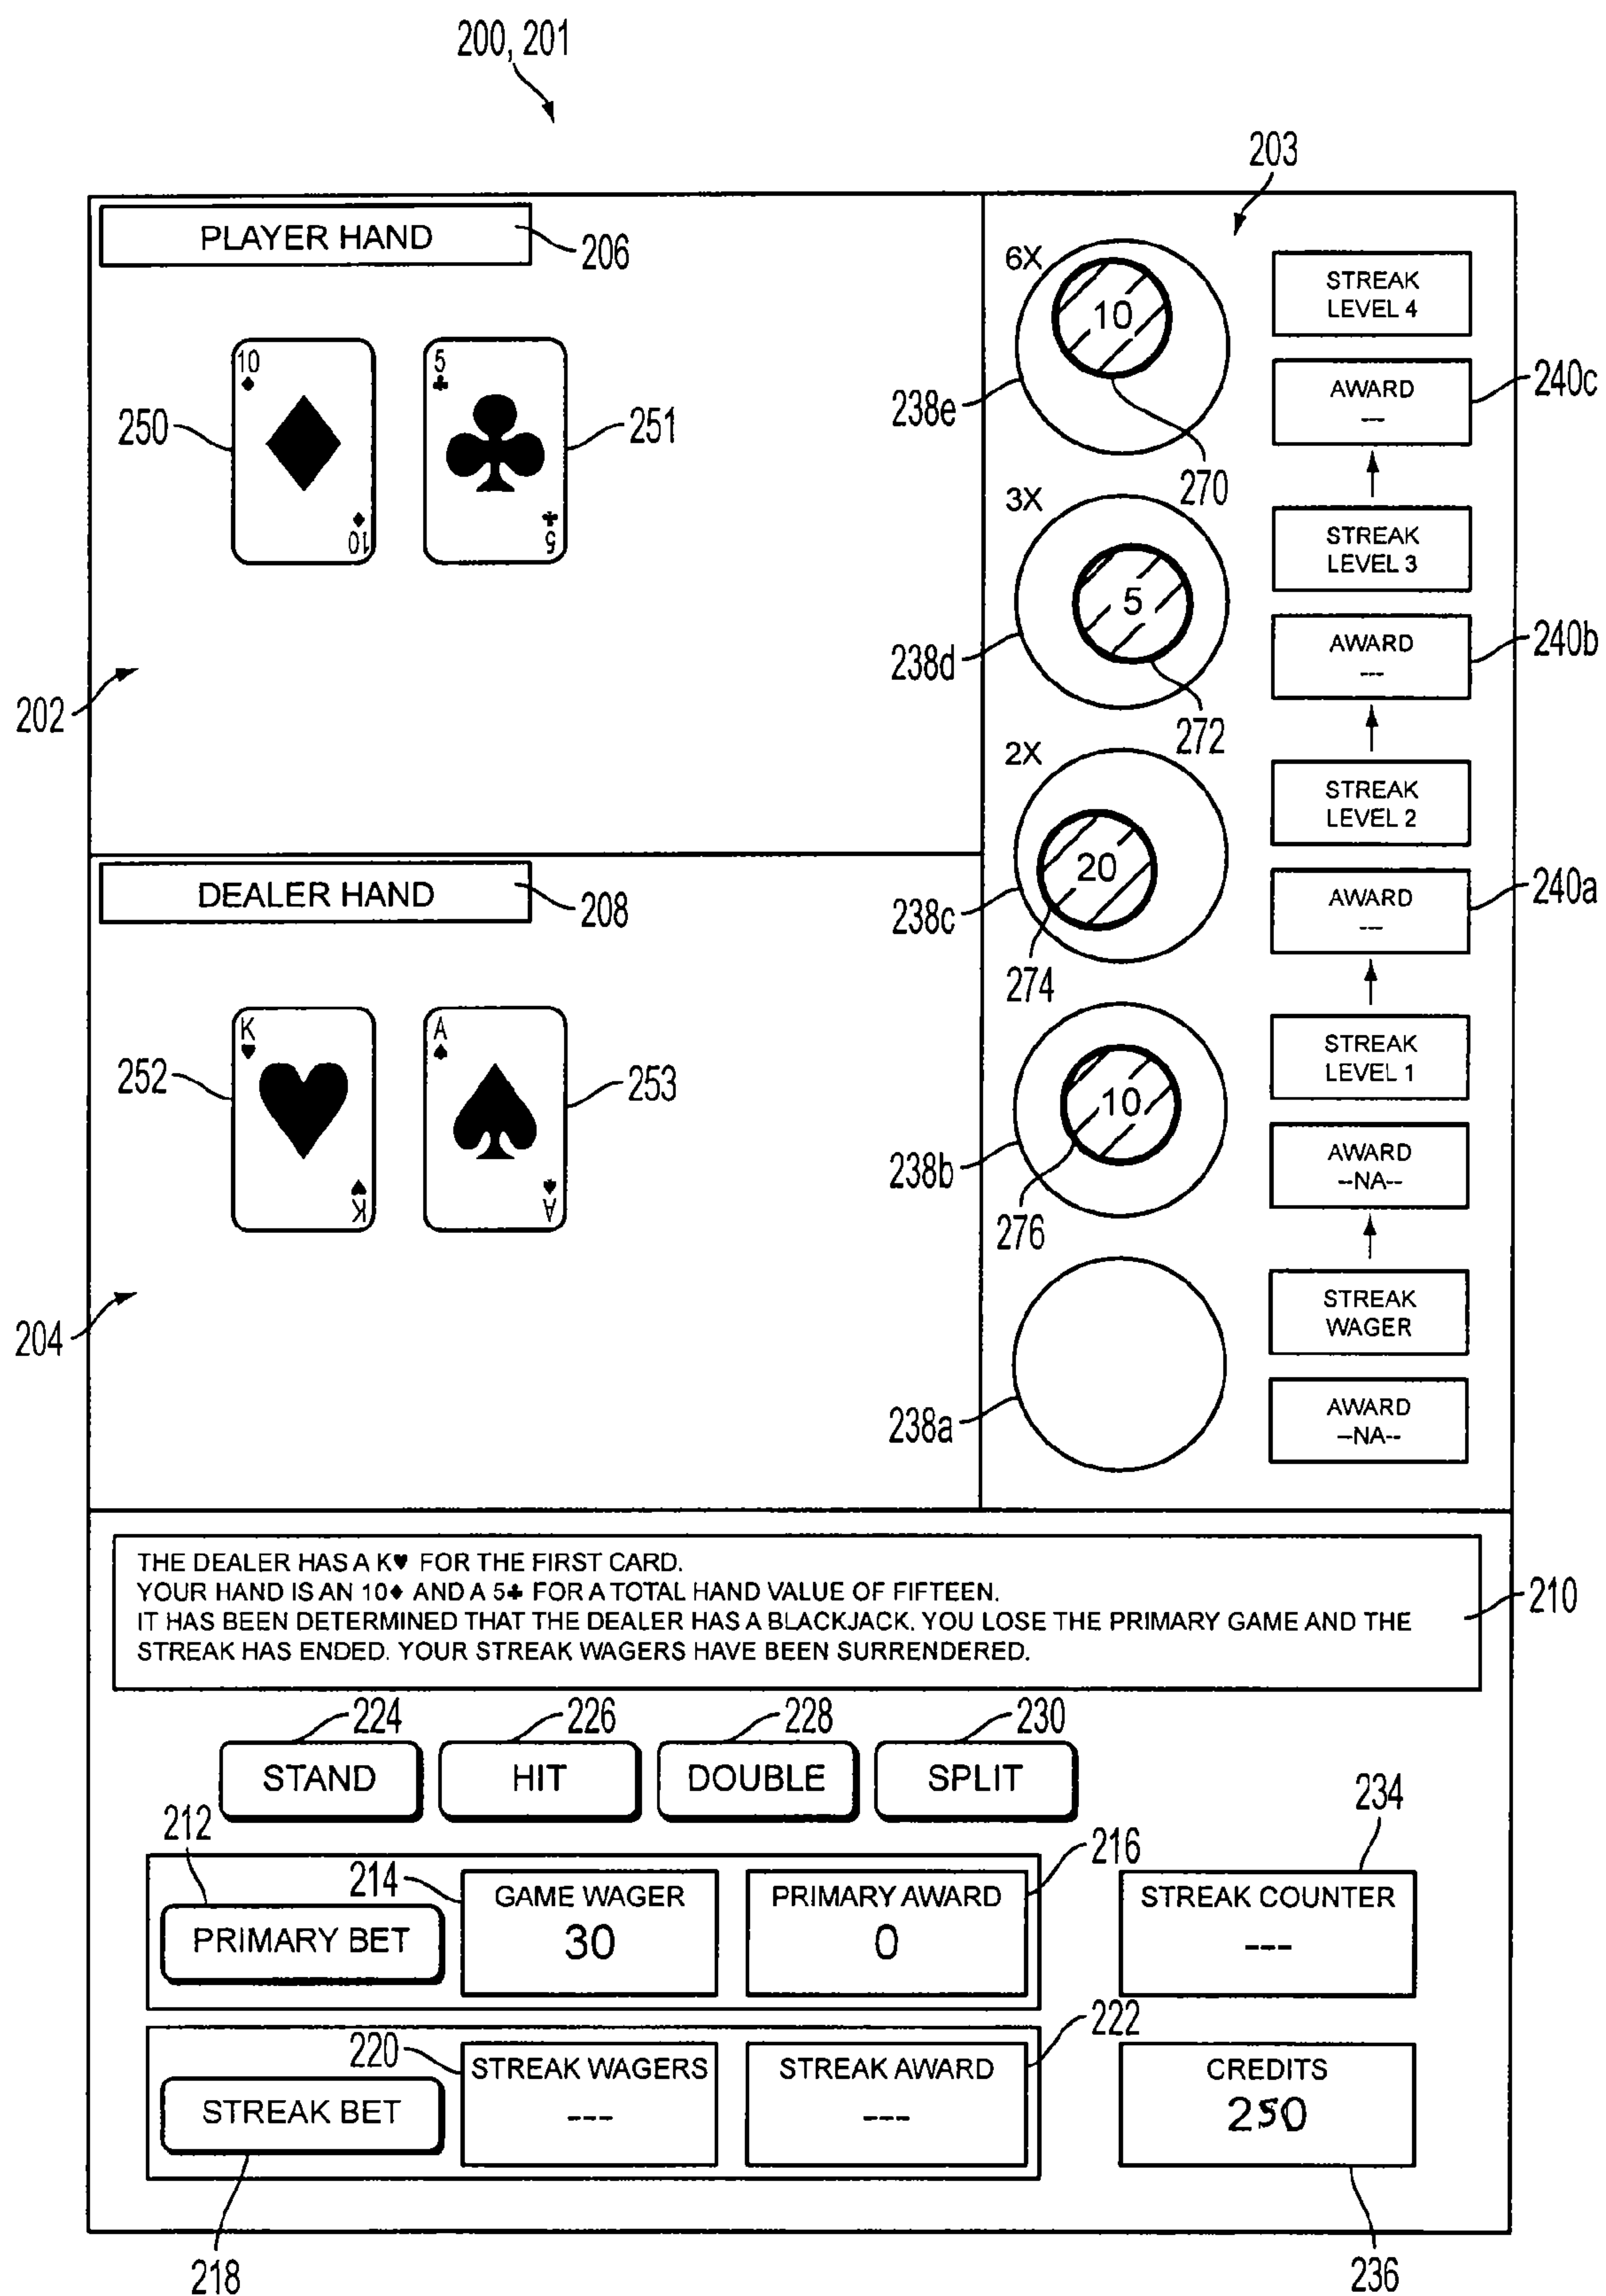 200, 201
203
PLAYER HAND
206
10♦
5♣
250
251
♦10
♣5
202
DEALER HAND
208
K♥
A♠
252
253
♥K
♠A
204
6X
10
238e
270
3X
5
238d
272
2X
20
238c
274
10
238b
276
238a
STREAK
LEVEL 4
AWARD
---
240c
STREAK
LEVEL 3
AWARD
---
240b
STREAK
LEVEL 2
AWARD
---
240a
STREAK
LEVEL 1
AWARD
--NA--
STREAK
WAGER
AWARD
--NA--
THE DEALER HAS A K♥ FOR THE FIRST CARD.
YOUR HAND IS AN 10♦ AND A 5♣ FOR A TOTAL HAND VALUE OF FIFTEEN.
IT HAS BEEN DETERMINED THAT THE DEALER HAS A BLACKJACK. YOU LOSE THE PRIMARY GAME AND THE
STREAK HAS ENDED. YOUR STREAK WAGERS HAVE BEEN SURRENDERED.
210
224
226
228
230
STAND
HIT
DOUBLE
SPLIT
212
214
216
234
PRIMARY BET
GAME WAGER
30
PRIMARY AWARD
0
STREAK COUNTER
---
220
222
STREAK BET
STREAK WAGERS
---
STREAK AWARD
---
CREDITS
250
218
236